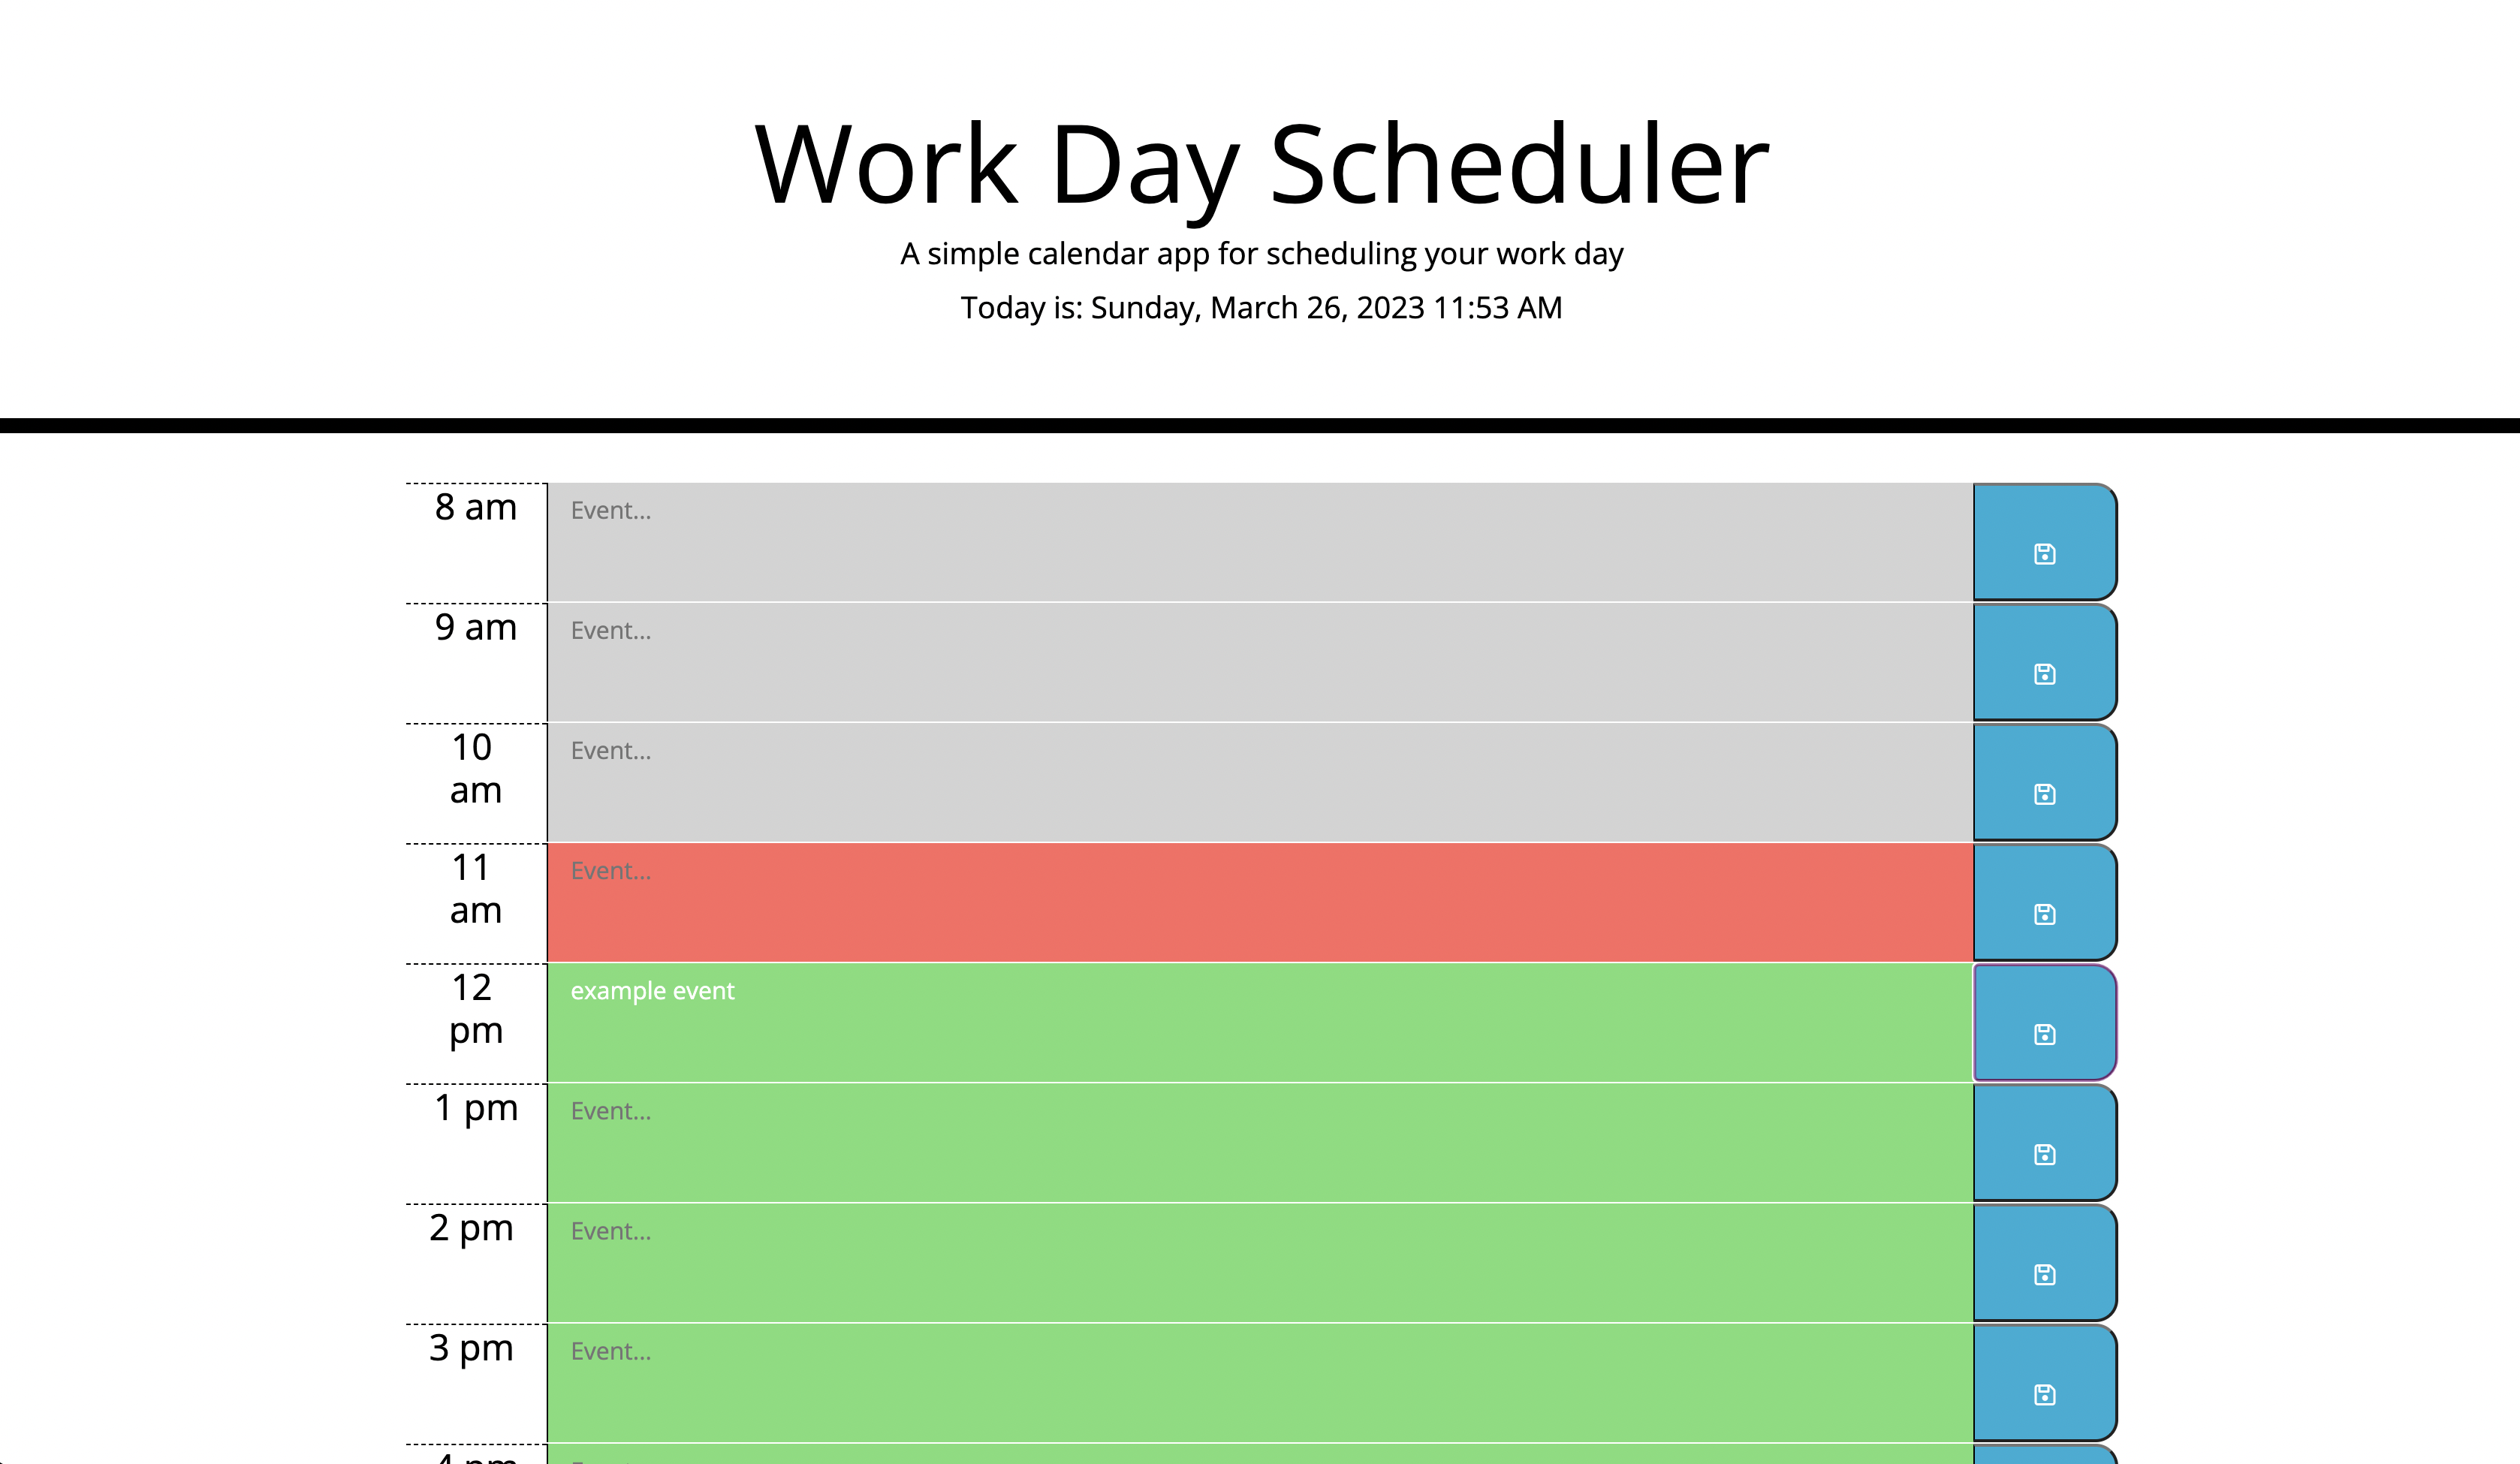 Work Day Scheduler
A simple calendar app for scheduling your work day
Today is: Sunday, March 26, 2023 11:53 AM
8 am
Event...
9 am
Event...
10
am
Event...
11
am
Event...
12
pm
example event
1 pm
Event...
2 pm
Event...
3 pm
Event...
4 pm